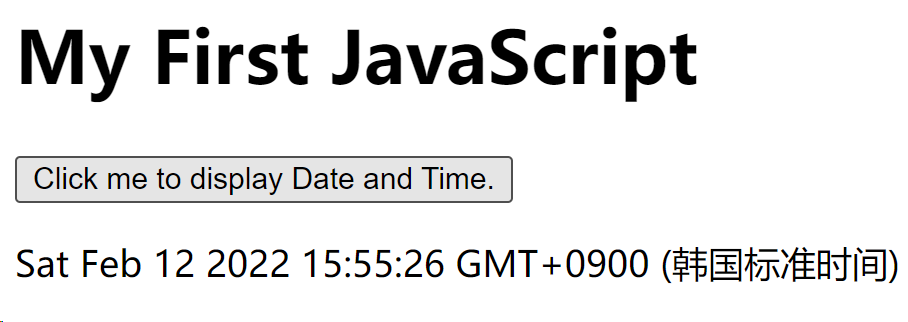 My First JavaScript
Click me to display Date and Time.
Sat Feb 12 2022 15:55:26 GMT+0900 (韩国标准时间)